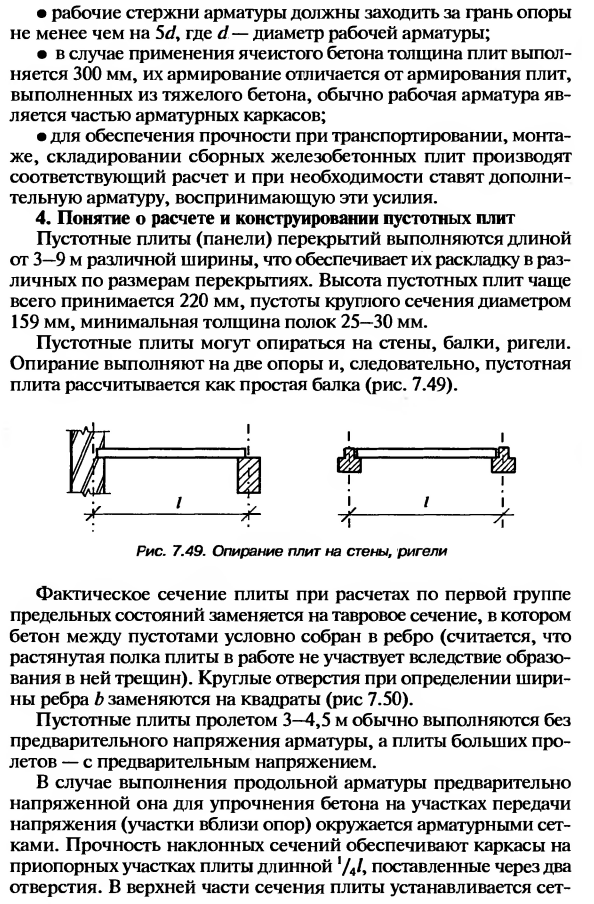 • рабочие стержни арматуры должны заходить за грань опоры
не менее чем на 5d, где d — диаметр рабочей арматуры;
• в случае применения ячеистого бетона толщина плит выпол-
няется 300 мм, их армирование отличается от армирования плит,
выполненных из тяжелого бетона, обычно рабочая арматура яв-
ляется частью арматурных каркасов;
• для обеспечения прочности при транспортировании, монта-
же, складировании сборных железобетонных плит производят
соответствующий расчет и при необходимости ставят дополни-
тельную арматуру, воспринимающую эти усилия.
4. Понятие о расчете и конструировании пустотных плит
Пустотные плиты (панели) перекрытий выполняются длиной
от 3–9 м различной ширины, что обеспечивает их раскладку в раз-
личных по размерам перекрытиях. Высота пустотных плит чаще
всего принимается 220 мм, пустоты круглого сечения диаметром
159 мм, минимальная толщина полок 25–30 мм.
Пустотные плиты могут опираться на стены, балки, ригели.
Опирание выполняют на две опоры и, следовательно, пустотная
плита рассчитывается как простая балка (рис. 7.49).
l l
Рис. 7.49. Опирание плит на стены, ригели
Фактическое сечение плиты при расчетах по первой группе
предельных состояний заменяется на тавровое сечение, в котором
бетон между пустотами условно собран в ребро (считается, что
растянутая полка плиты в работе не участвует вследствие образо-
вания в ней трещин). Круглые отверстия при определении шири-
ны ребра b заменяются на квадраты (рис 7.50).
Пустотные плиты пролетом 3–4,5 м обычно выполняются без
предварительного напряжения арматуры, а плиты больших про-
летов — с предварительным напряжением.
В случае выполнения продольной арматуры предварительно
напряженной она для упрочнения бетона на участках передачи
напряжения (участки вблизи опор) окружается арматурными сет-
ками. Прочность наклонных сечений обеспечивают каркасы на
приопорных участках плиты длинной 1/4l, поставленные через два
отверстия. В верхней части сечения плиты устанавливается сет-